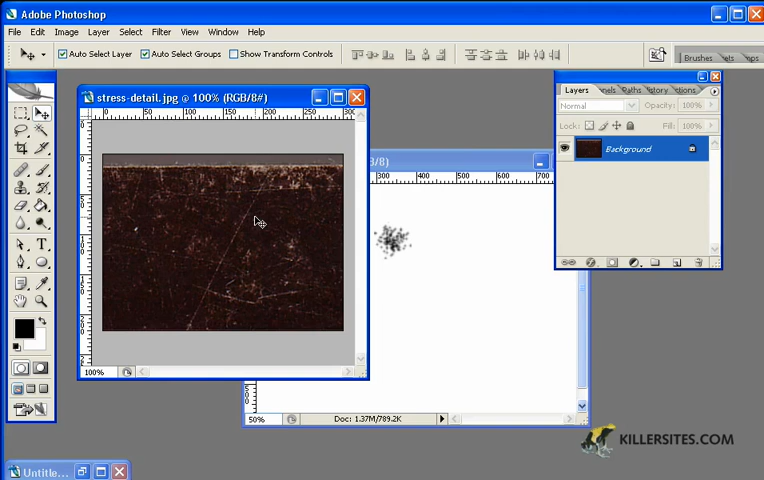 Adobe Photoshop
File Edit Image Layer Select Filter View Window Help
Auto Select Layer Auto Select Groups Show Transform Controls
Brushes
stress-detail.jpg @ 100% (RGB/8#)
0 50 100 150 200 250 300
100%
/8)
300 400 500 600 700
50% Doc: 1.37M/789.2K
Layers Paths
Normal Opacity: 100%
Lock: Fill: 100%
Background
KILLERSITES.COM
Untitle...